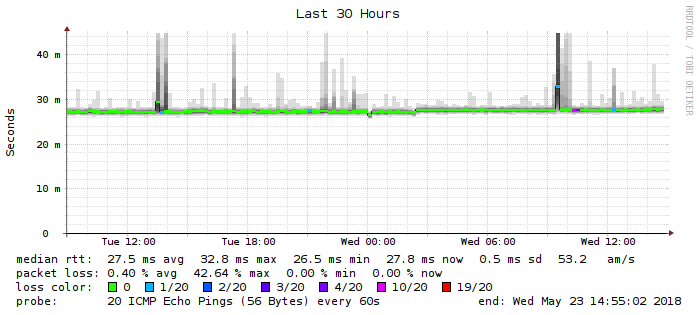 Last 30 Hours
RRDTOOL / TOBI OETIKER
Seconds
40 m
30 m
20 m
10 m
0
Tue 12:00 Tue 18:00 Wed 00:00 Wed 06:00 Wed 12:00
median rtt: 27.5 ms avg 32.8 ms max 26.5 ms min 27.8 ms now 0.5 ms sd 53.2 am/s
packet loss: 0.40 % avg 42.64 % max 0.00 % min 0.00 % now
loss color: 0 1/20 2/20 3/20 4/20 10/20 19/20
probe: 20 ICMP Echo Pings (56 Bytes) every 60s end: Wed May 23 14:55:02 2018